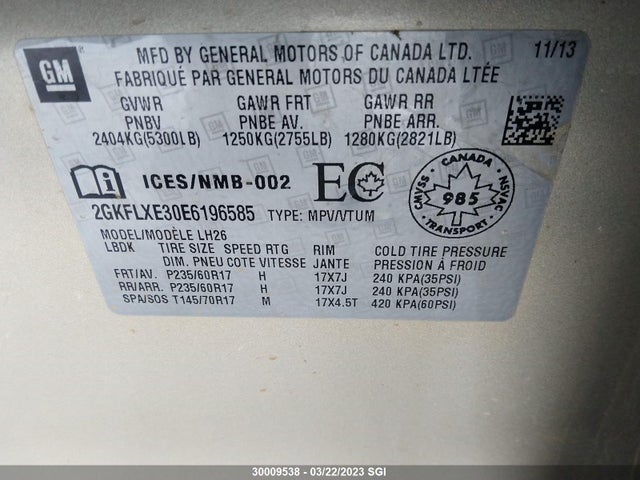 GM
MFD BY GENERAL MOTORS OF CANADA LTD. 11/13
FABRIQUÉ PAR GENERAL MOTORS DU CANADA LTÉE
GVWR GAWR FRT GAWR RR
PNBV PNBE AV. PNBE ARR.
2404KG(5300LB) 1250KG(2755LB) 1280KG(2821LB)
ICES/NMB-002 EC
CANADA
CMVSS 985 NSVAC
TRANSPORT
2GKFLXE30E6196585 TYPE: MPV/VTUM
MODEL/MODÈLE LH26
LBDK TIRE SIZE SPEED RTG RIM COLD TIRE PRESSURE
DIM. PNEU COTE VITESSE JANTE PRESSION À FROID
FRT/AV. P235/60R17 H 17X7J 240 KPA(35PSI)
RR/ARR. P235/60R17 H 17X7J 240 KPA(35PSI)
SPA/SOS T145/70R17 M 17X4.5T 420 KPA(60PSI)
30009538 - 03/22/2023 SGI